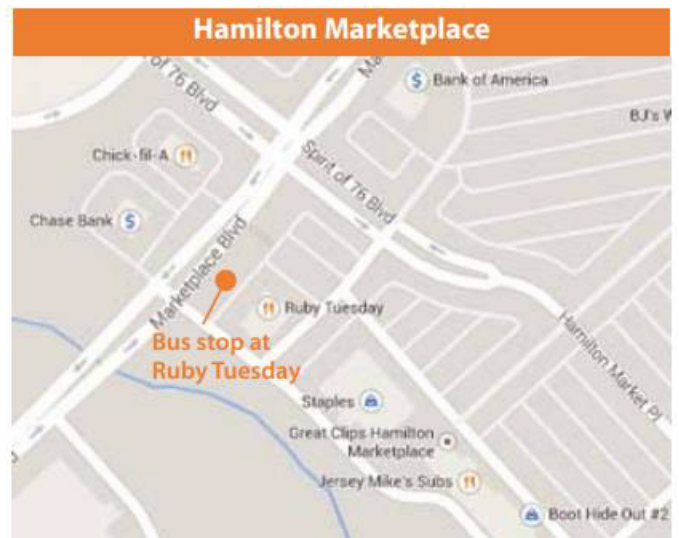 Hamilton Marketplace
of 76 Blvd
Ma
Bank of America
BJ's W
Chick-fil-A
Spirit of 76 Blvd
Chase Bank
Marketplace Blvd
Ruby Tuesday
Bus stop at
Ruby Tuesday
Hamilton Market Pl
Staples
Great Clips Hamilton
Marketplace
Jersey Mike's Subs
Boot Hide Out #2